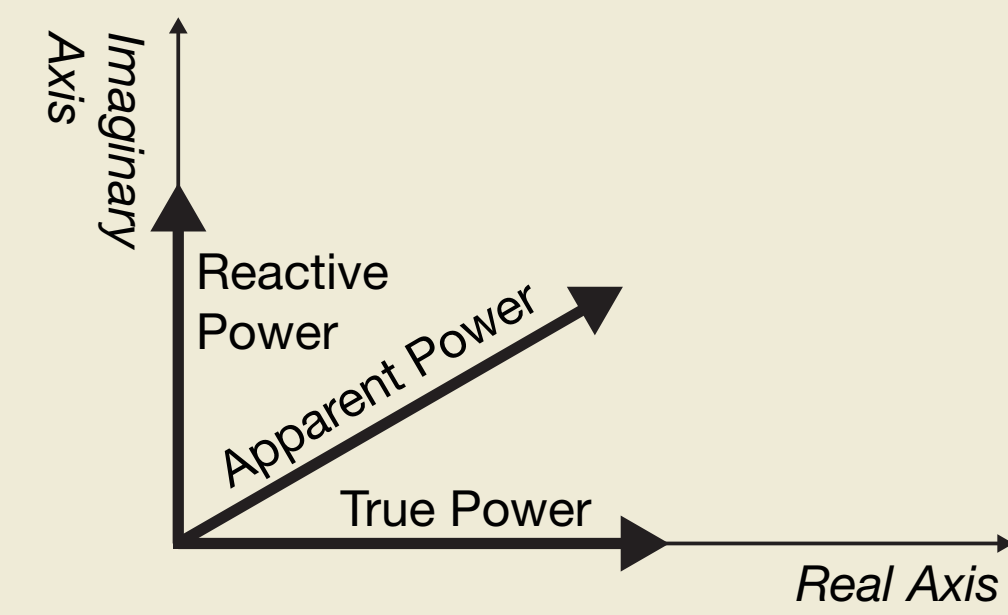 Imaginary
Axis
Reactive
Power
Apparent Power
True Power
Real Axis